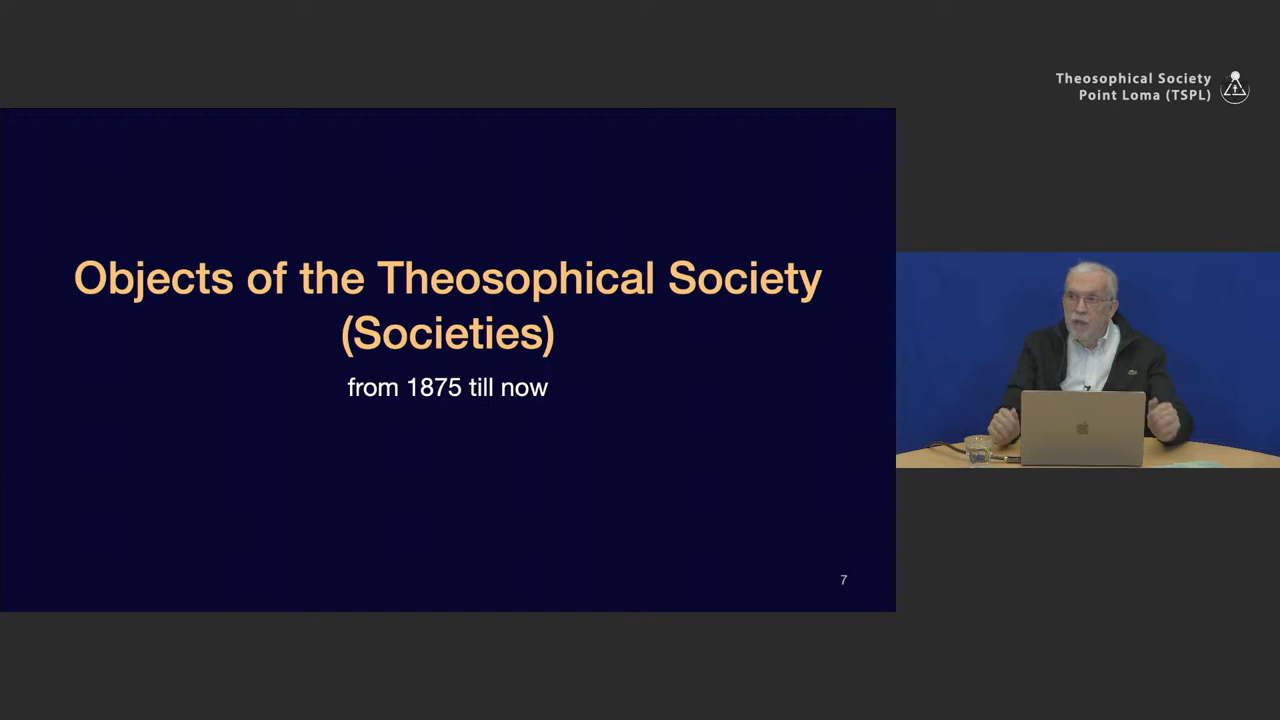 Theosophical Society
Point Loma (TSPL)
Objects of the Theosophical Society
(Societies)
from 1875 till now
7